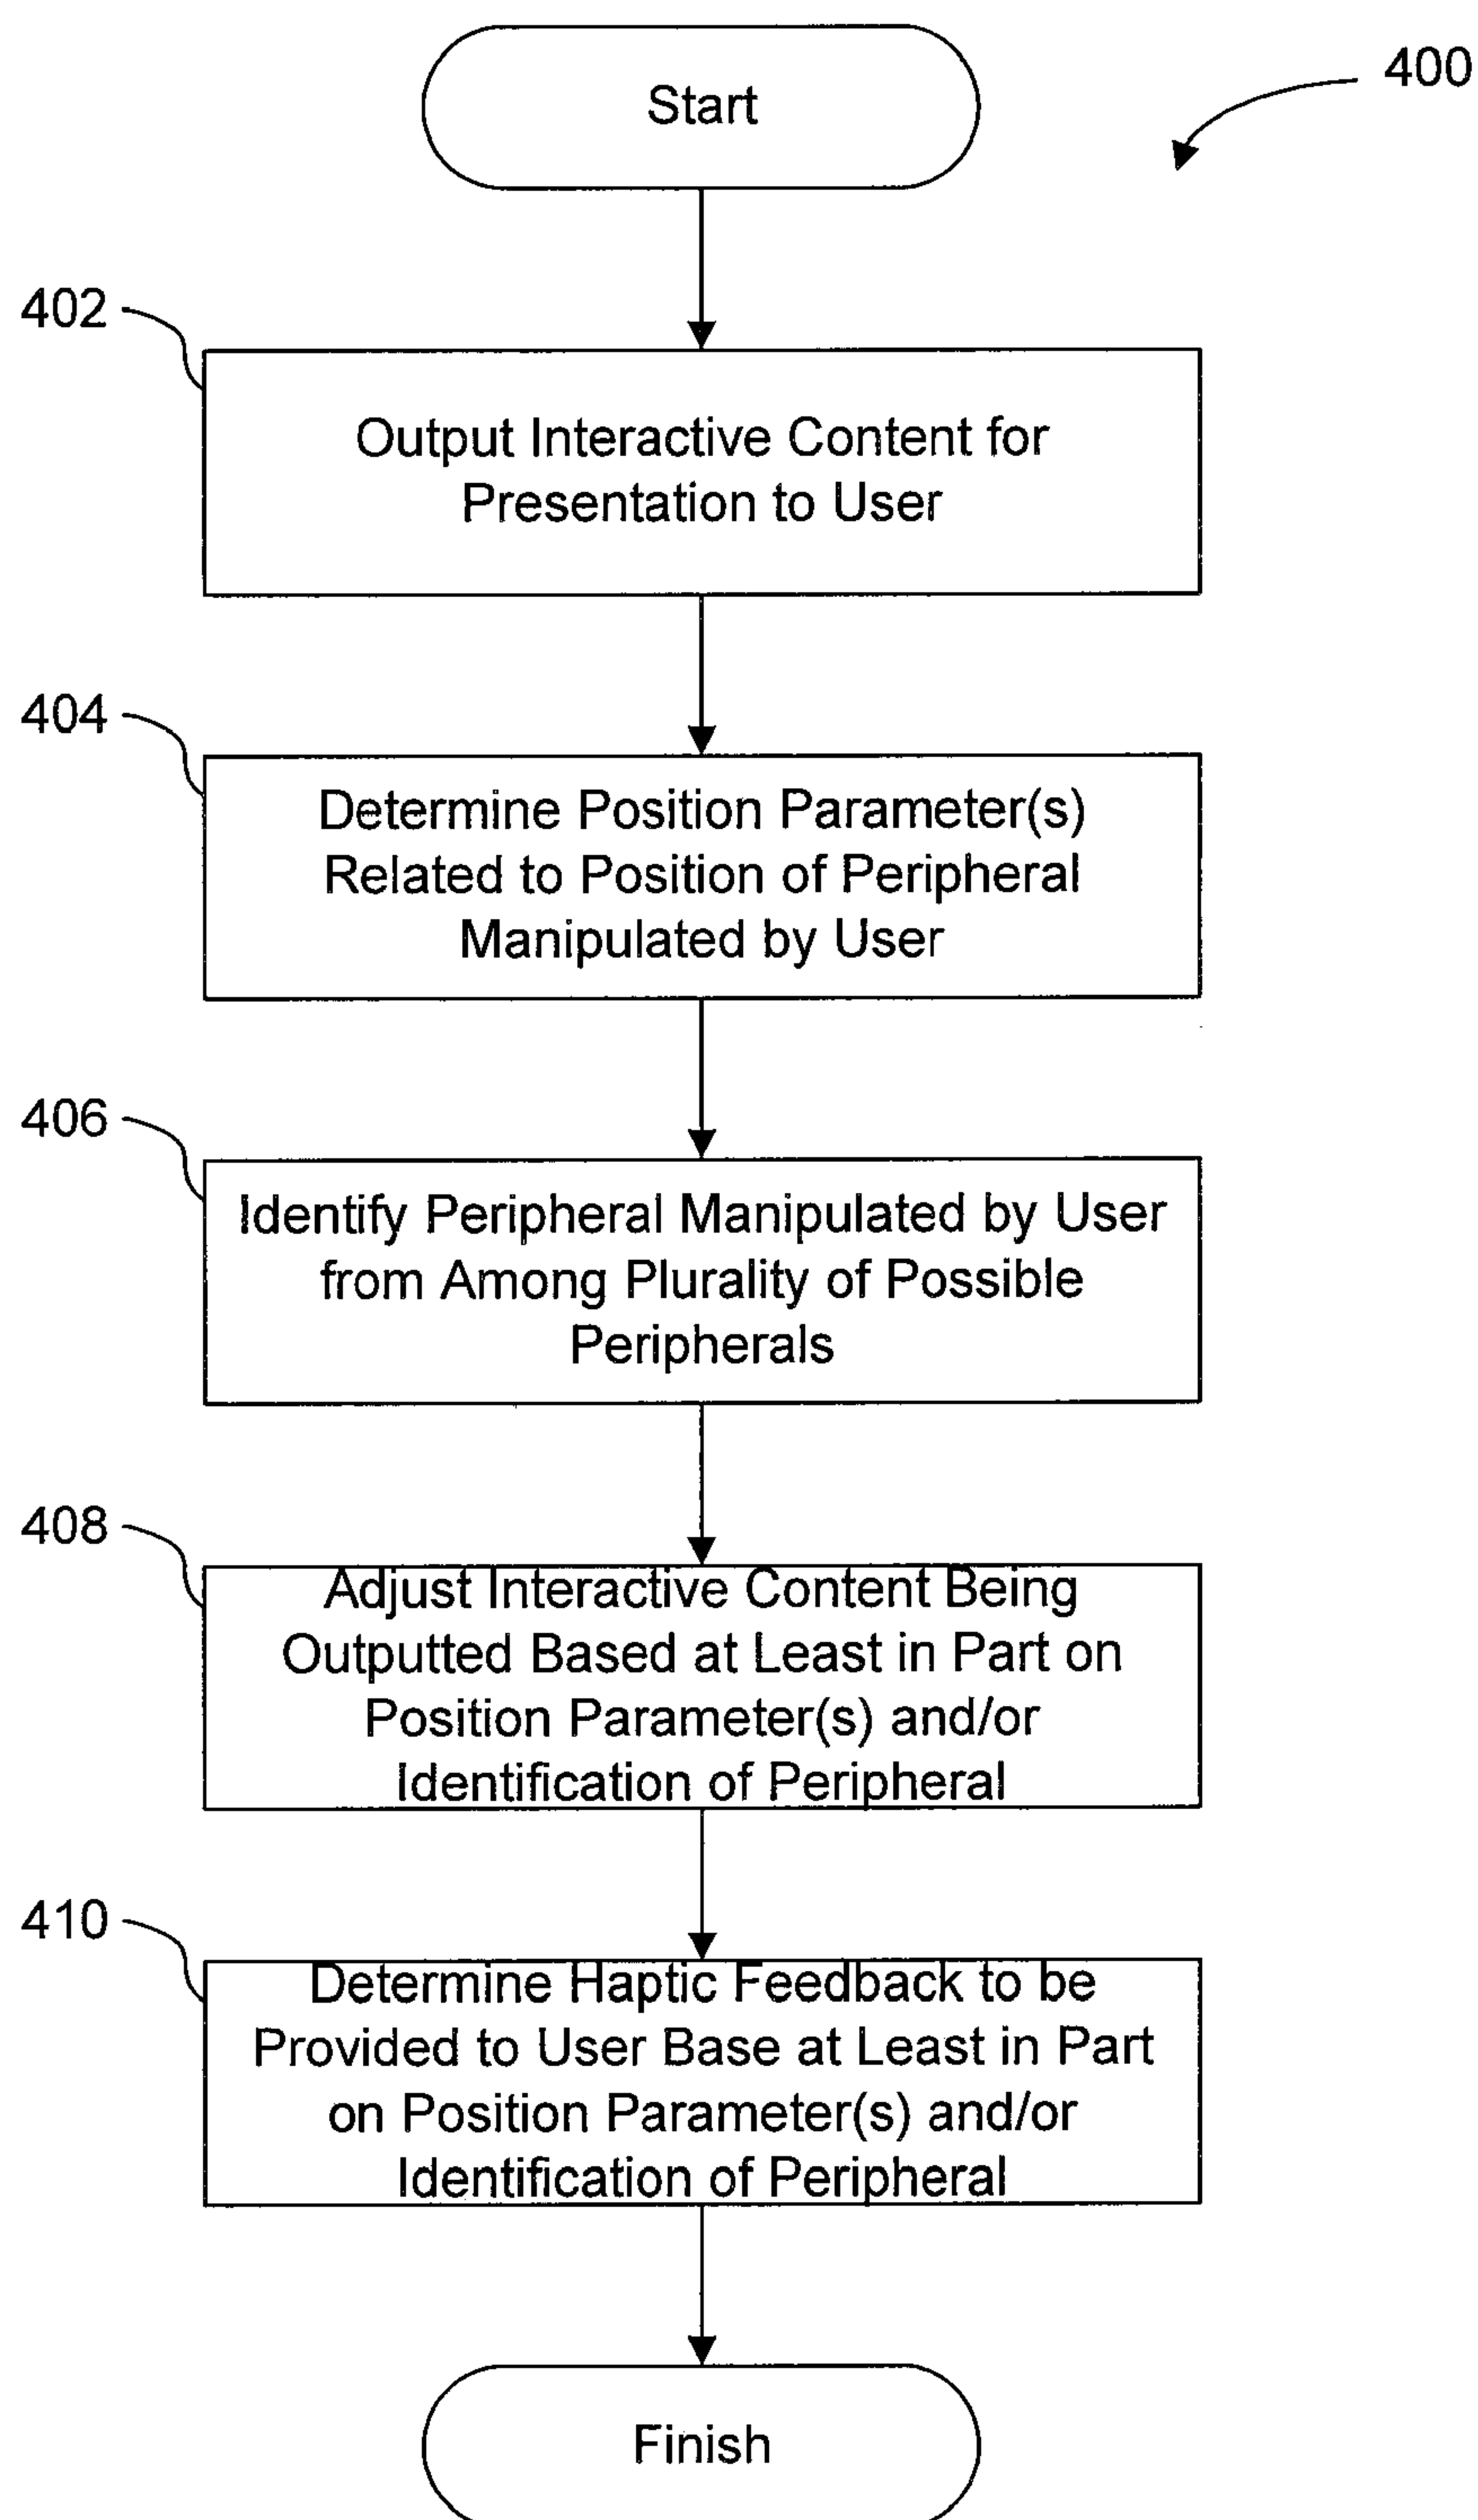 Start
400
402
Output Interactive Content for
Presentation to User
404
Determine Position Parameter(s)
Related to Position of Peripheral
Manipulated by User
406
Identify Peripheral Manipulated by User
from Among Plurality of Possible
Peripherals
408
Adjust Interactive Content Being
Outputted Based at Least in Part on
Position Parameter(s) and/or
Identification of Peripheral
410
Determine Haptic Feedback to be
Provided to User Base at Least in Part
on Position Parameter(s) and/or
Identification of Peripheral
Finish